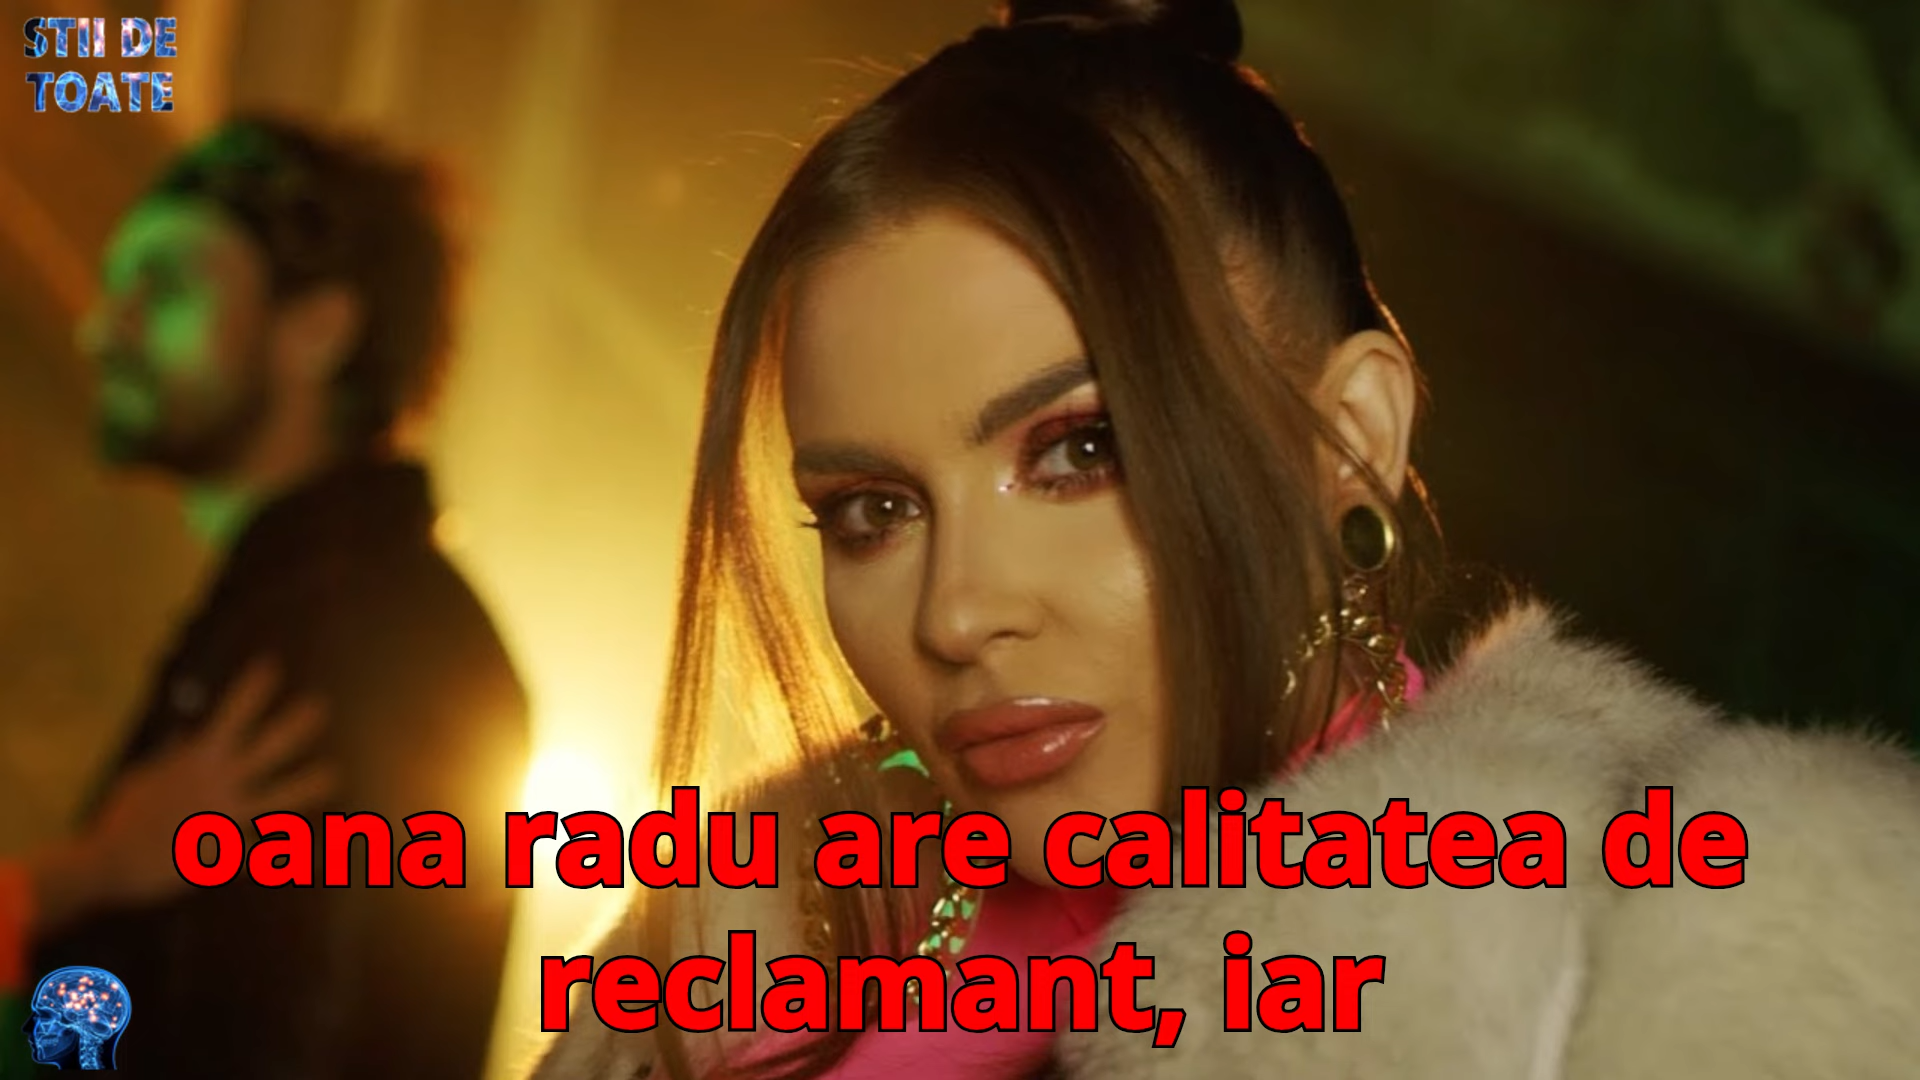 STII DE
TOATE
oana radu are calitatea de
reclamant, iar